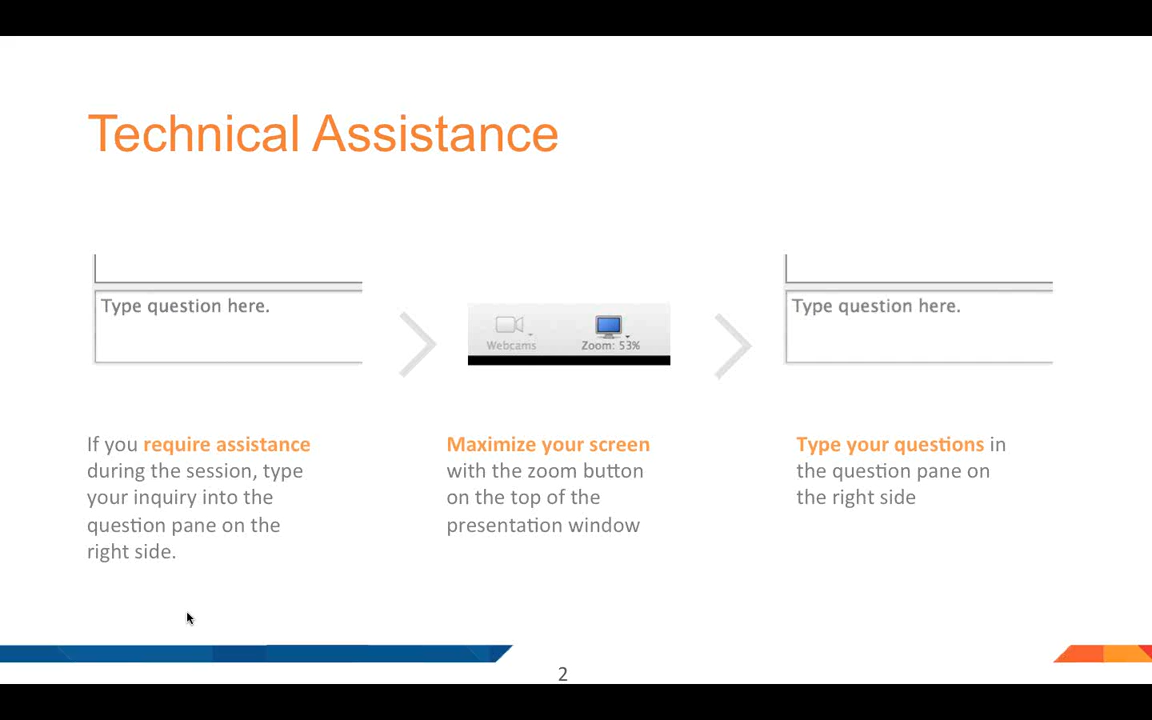 Technical Assistance
Type question here.
Webcams
Zoom: 53%
Type question here.
If you require assistance
during the session, type
your inquiry into the
question pane on the
right side.
Maximize your screen
with the zoom button
on the top of the
presentation window
Type your questions in
the question pane on
the right side
2